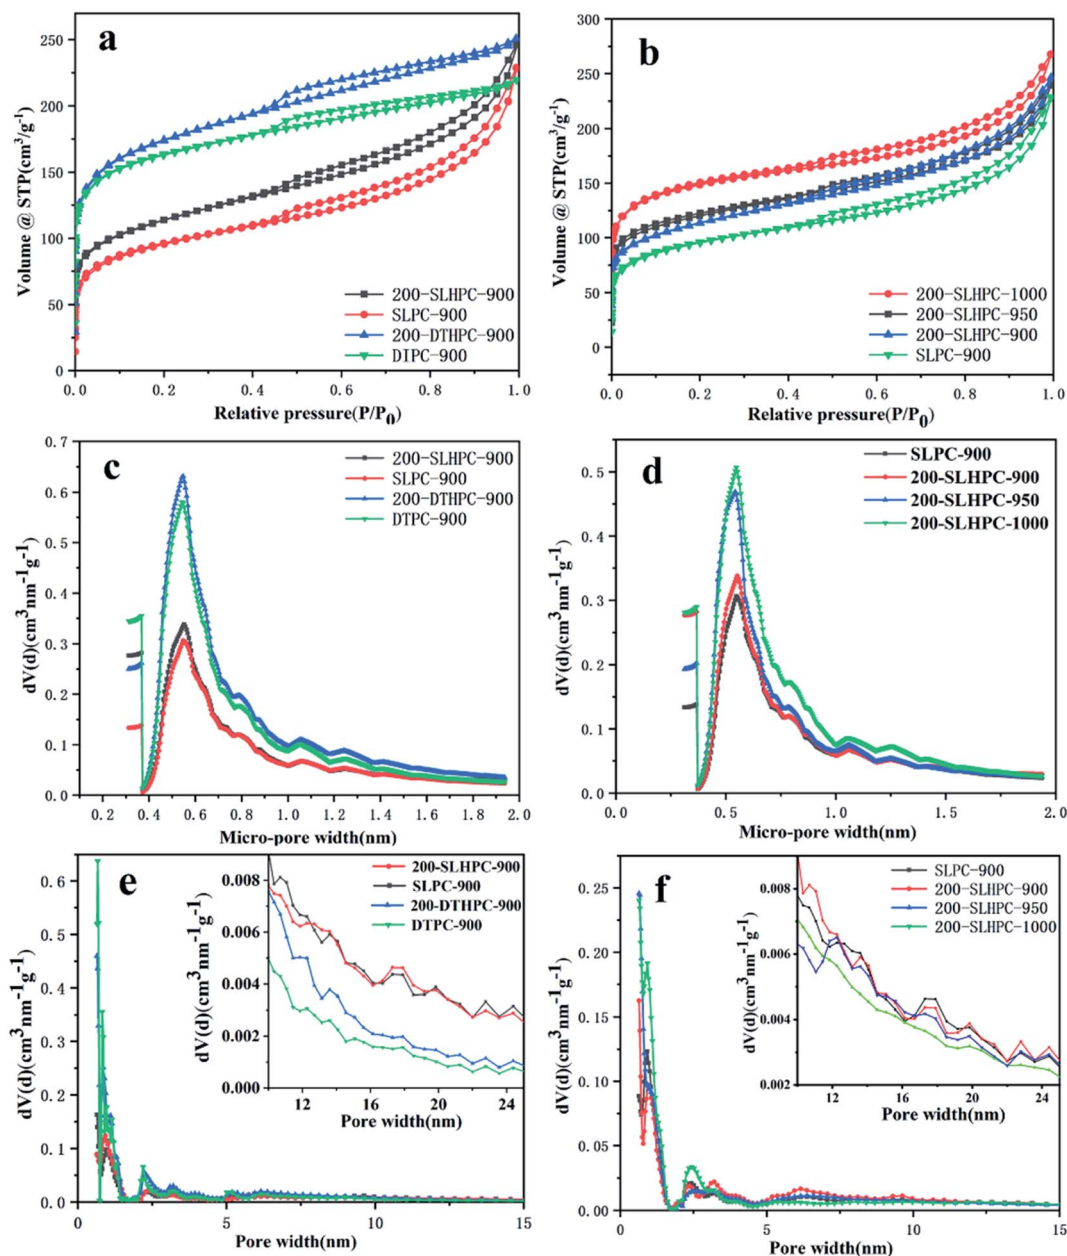 a
Volume @ STP(cm³/g⁻¹)
250
200
150
100
50
0
200-SLHPC-900
SLPC-900
200-DTHPC-900
DIPC-900
0.0 0.2 0.4 0.6 0.8 1.0
Relative pressure(P/P₀)
b
Volume @ STP(cm³/g⁻¹)
300
250
200
150
100
50
0
200-SLHPC-1000
200-SLHPC-950
200-SLHPC-900
SLPC-900
0.0 0.2 0.4 0.6 0.8 1.0
Relative pressure(P/P₀)
c
dV(d)(cm³nm⁻¹g⁻¹)
0.7
0.6
0.5
0.4
0.3
0.2
0.1
0.0
200-SLHPC-900
SLPC-900
200-DTHPC-900
DTPC-900
0.2 0.4 0.6 0.8 1.0 1.2 1.4 1.6 1.8 2.0
Micro-pore width(nm)
d
dV(d)(cm³nm⁻¹g⁻¹)
0.5
0.4
0.3
0.2
0.1
0.0
SLPC-900
200-SLHPC-900
200-SLHPC-950
200-SLHPC-1000
0.0 0.5 1.0 1.5 2.0
Micro-pore width(nm)
e
dV(d)(cm³nm⁻¹g⁻¹)
0.6
0.5
0.4
0.3
0.2
0.1
0.0
dV(d)(cm³nm⁻¹g⁻¹)
0.008
0.006
0.004
0.002
0.000
200-SLHPC-900
SLPC-900
200-DTHPC-900
DTPC-900
12 16 20 24
Pore width(nm)
0 5 10 15
Pore width(nm)
f
dV(d)(cm³nm⁻¹g⁻¹)
0.25
0.20
0.15
0.10
0.05
0.00
dV(d)(cm³nm⁻¹g⁻¹)
0.008
0.006
0.004
0.002
SLPC-900
200-SLHPC-900
200-SLHPC-950
200-SLHPC-1000
12 16 20 24
Pore width(nm)
0 5 10 15
Pore width(nm)